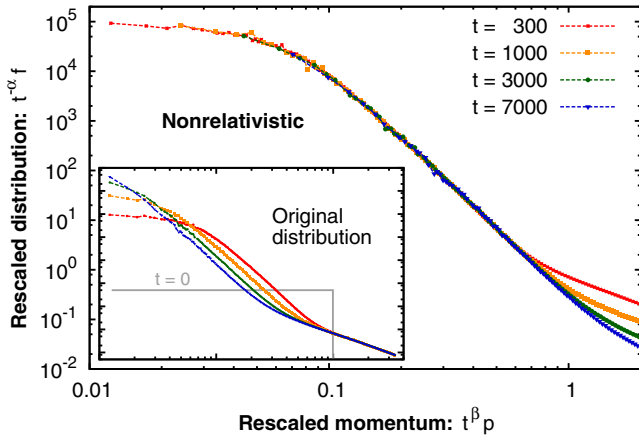 Rescaled distribution: t^-α f
10^5
10^4
10^3
10^2
10^1
10^0
10^-1
10^-2
t = 300
t = 1000
t = 3000
t = 7000
Nonrelativistic
Original
distribution
t = 0
0.01
0.1
1
Rescaled momentum: t^β p